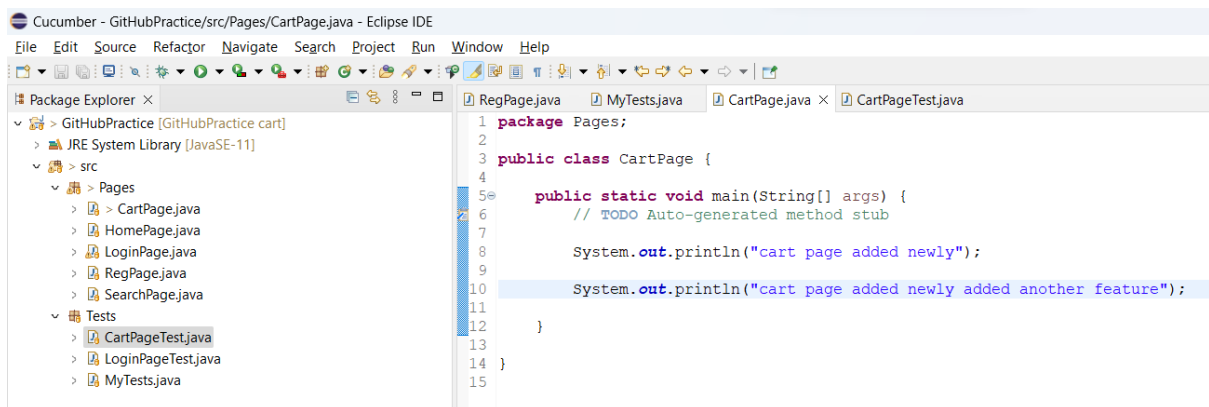 Cucumber - GitHubPractice/src/Pages/CartPage.java - Eclipse IDE
File Edit Source Refactor Navigate Search Project Run Window Help
Package Explorer
> GitHubPractice [GitHubPractice cart]
JRE System Library [JavaSE-11]
> src
> Pages
> CartPage.java
HomePage.java
LoginPage.java
RegPage.java
SearchPage.java
Tests
CartPageTest.java
LoginPageTest.java
MyTests.java
RegPage.java MyTests.java CartPage.java CartPageTest.java
1 package Pages;
2
3 public class CartPage {
4
5 public static void main(String[] args) {
6 // TODO Auto-generated method stub
7
8 System.out.println("cart page added newly");
9
10 System.out.println("cart page added newly added another feature");
11
12 }
13
14 }
15